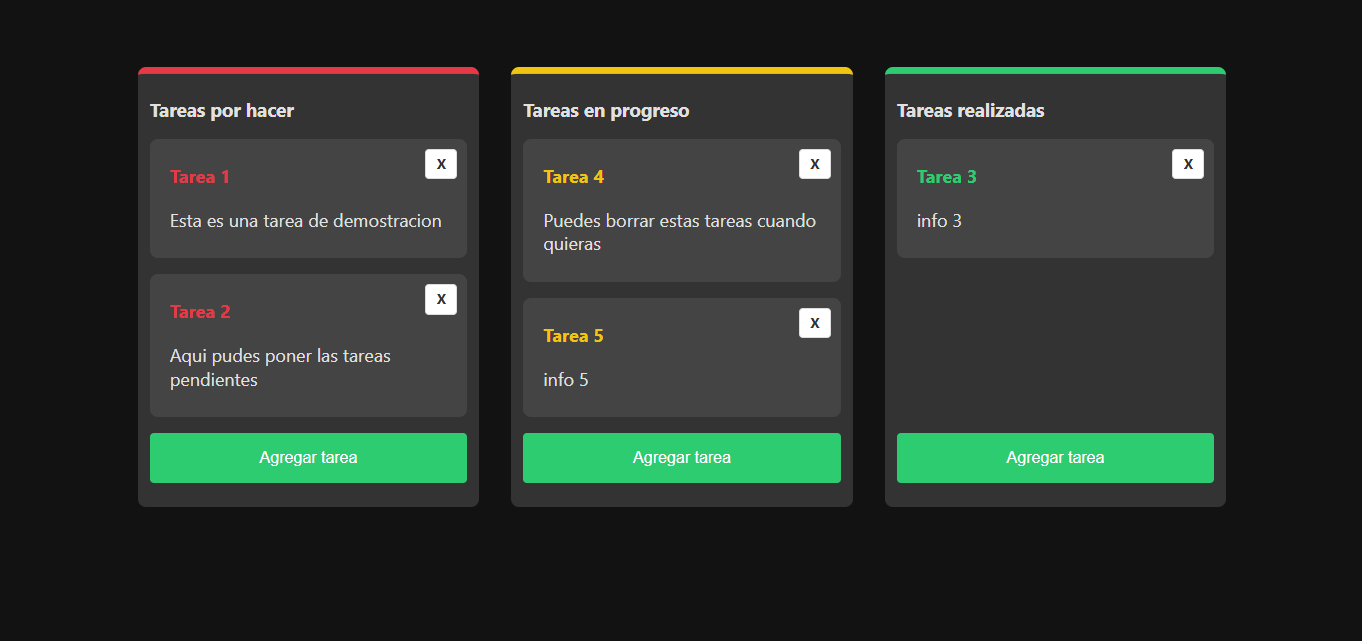 Tareas por hacer
X
Tarea 1
Esta es una tarea de demostracion
X
Tarea 2
Aqui pudes poner las tareas
pendientes
Agregar tarea
Tareas en progreso
X
Tarea 4
Puedes borrar estas tareas cuando
quieras
X
Tarea 5
info 5
Agregar tarea
Tareas realizadas
X
Tarea 3
info 3
Agregar tarea